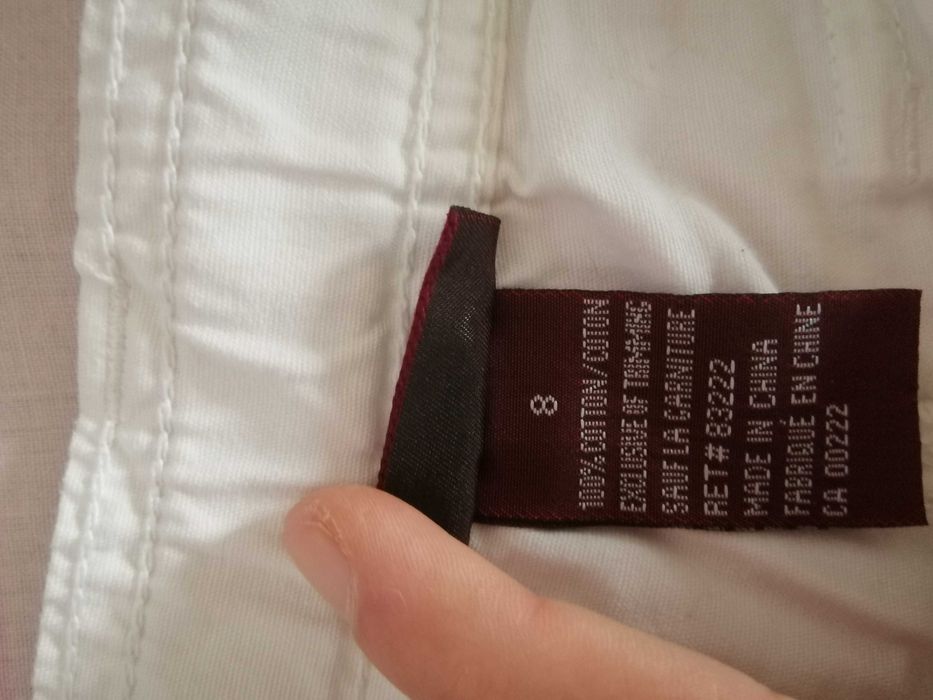 8
100% COTTON/COTON
EXCLUSIVE OF TRIMMING
SAUF LA GARNITURE
RET# 83222
MADE IN CHINA
FABRIQUÉ EN CHINE
CA 00222